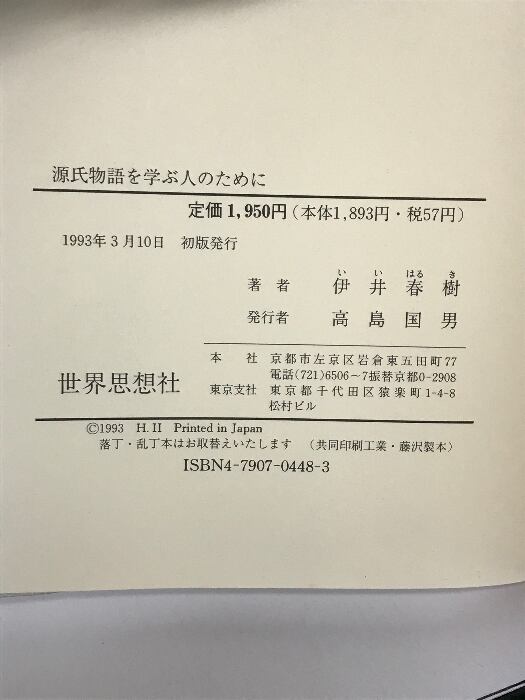 源氏物語を学ぶ人のために
定価1,950円(本体1,893円・税57円)
1993年3月10日 初版発行
い い はる き
著者 伊井春樹
発行者 高島国男
世界思想社
本社 京都市左京区岩倉東五田町77
電話(721)6506〜7振替京都0-2908
東京支社 東京都千代田区猿楽町1-4-8
松村ビル
©1993 H. II Printed in Japan
落丁・乱丁本はお取替えいたします (共同印刷工業・藤沢製本)
ISBN4-7907-0448-3